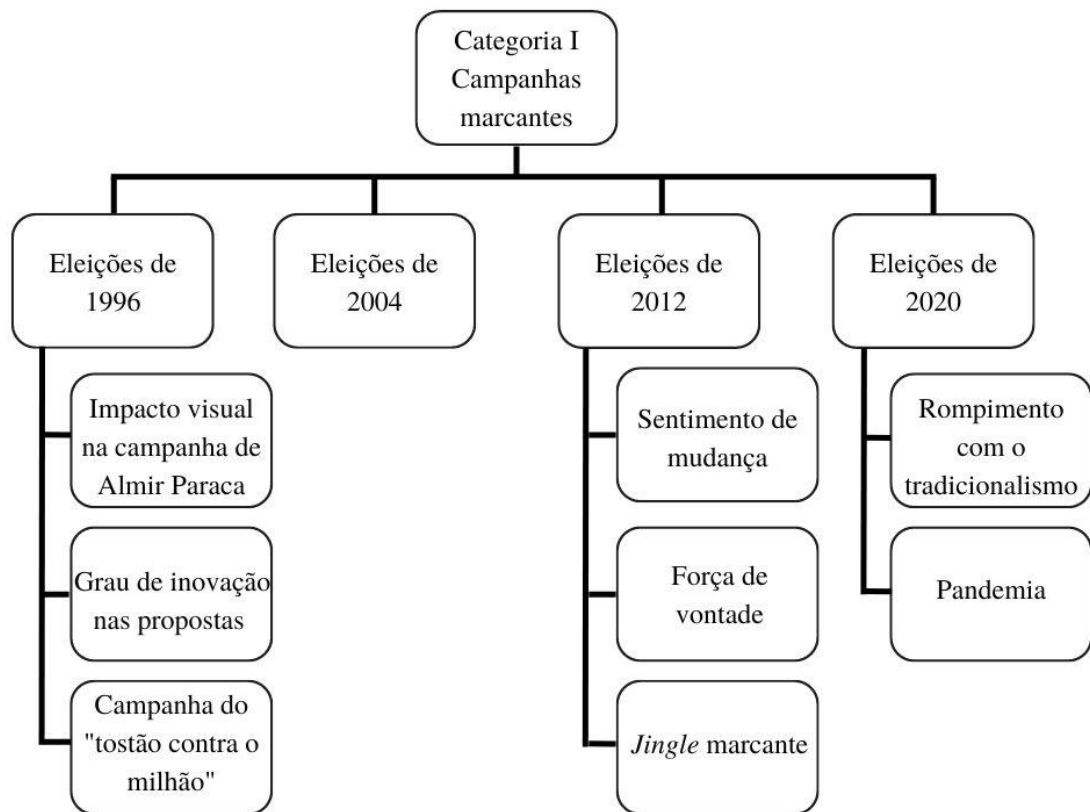 Categoria I
Campanhas
marcantes
Eleições de
1996
Eleições de
2004
Eleições de
2012
Eleições de
2020
Impacto visual
na campanha de
Almir Paraca
Grau de inovação
nas propostas
Campanha do
"tostão contra o
milhão"
Sentimento de
mudança
Força de
vontade
Jingle marcante
Rompimento
com o
tradicionalismo
Pandemia